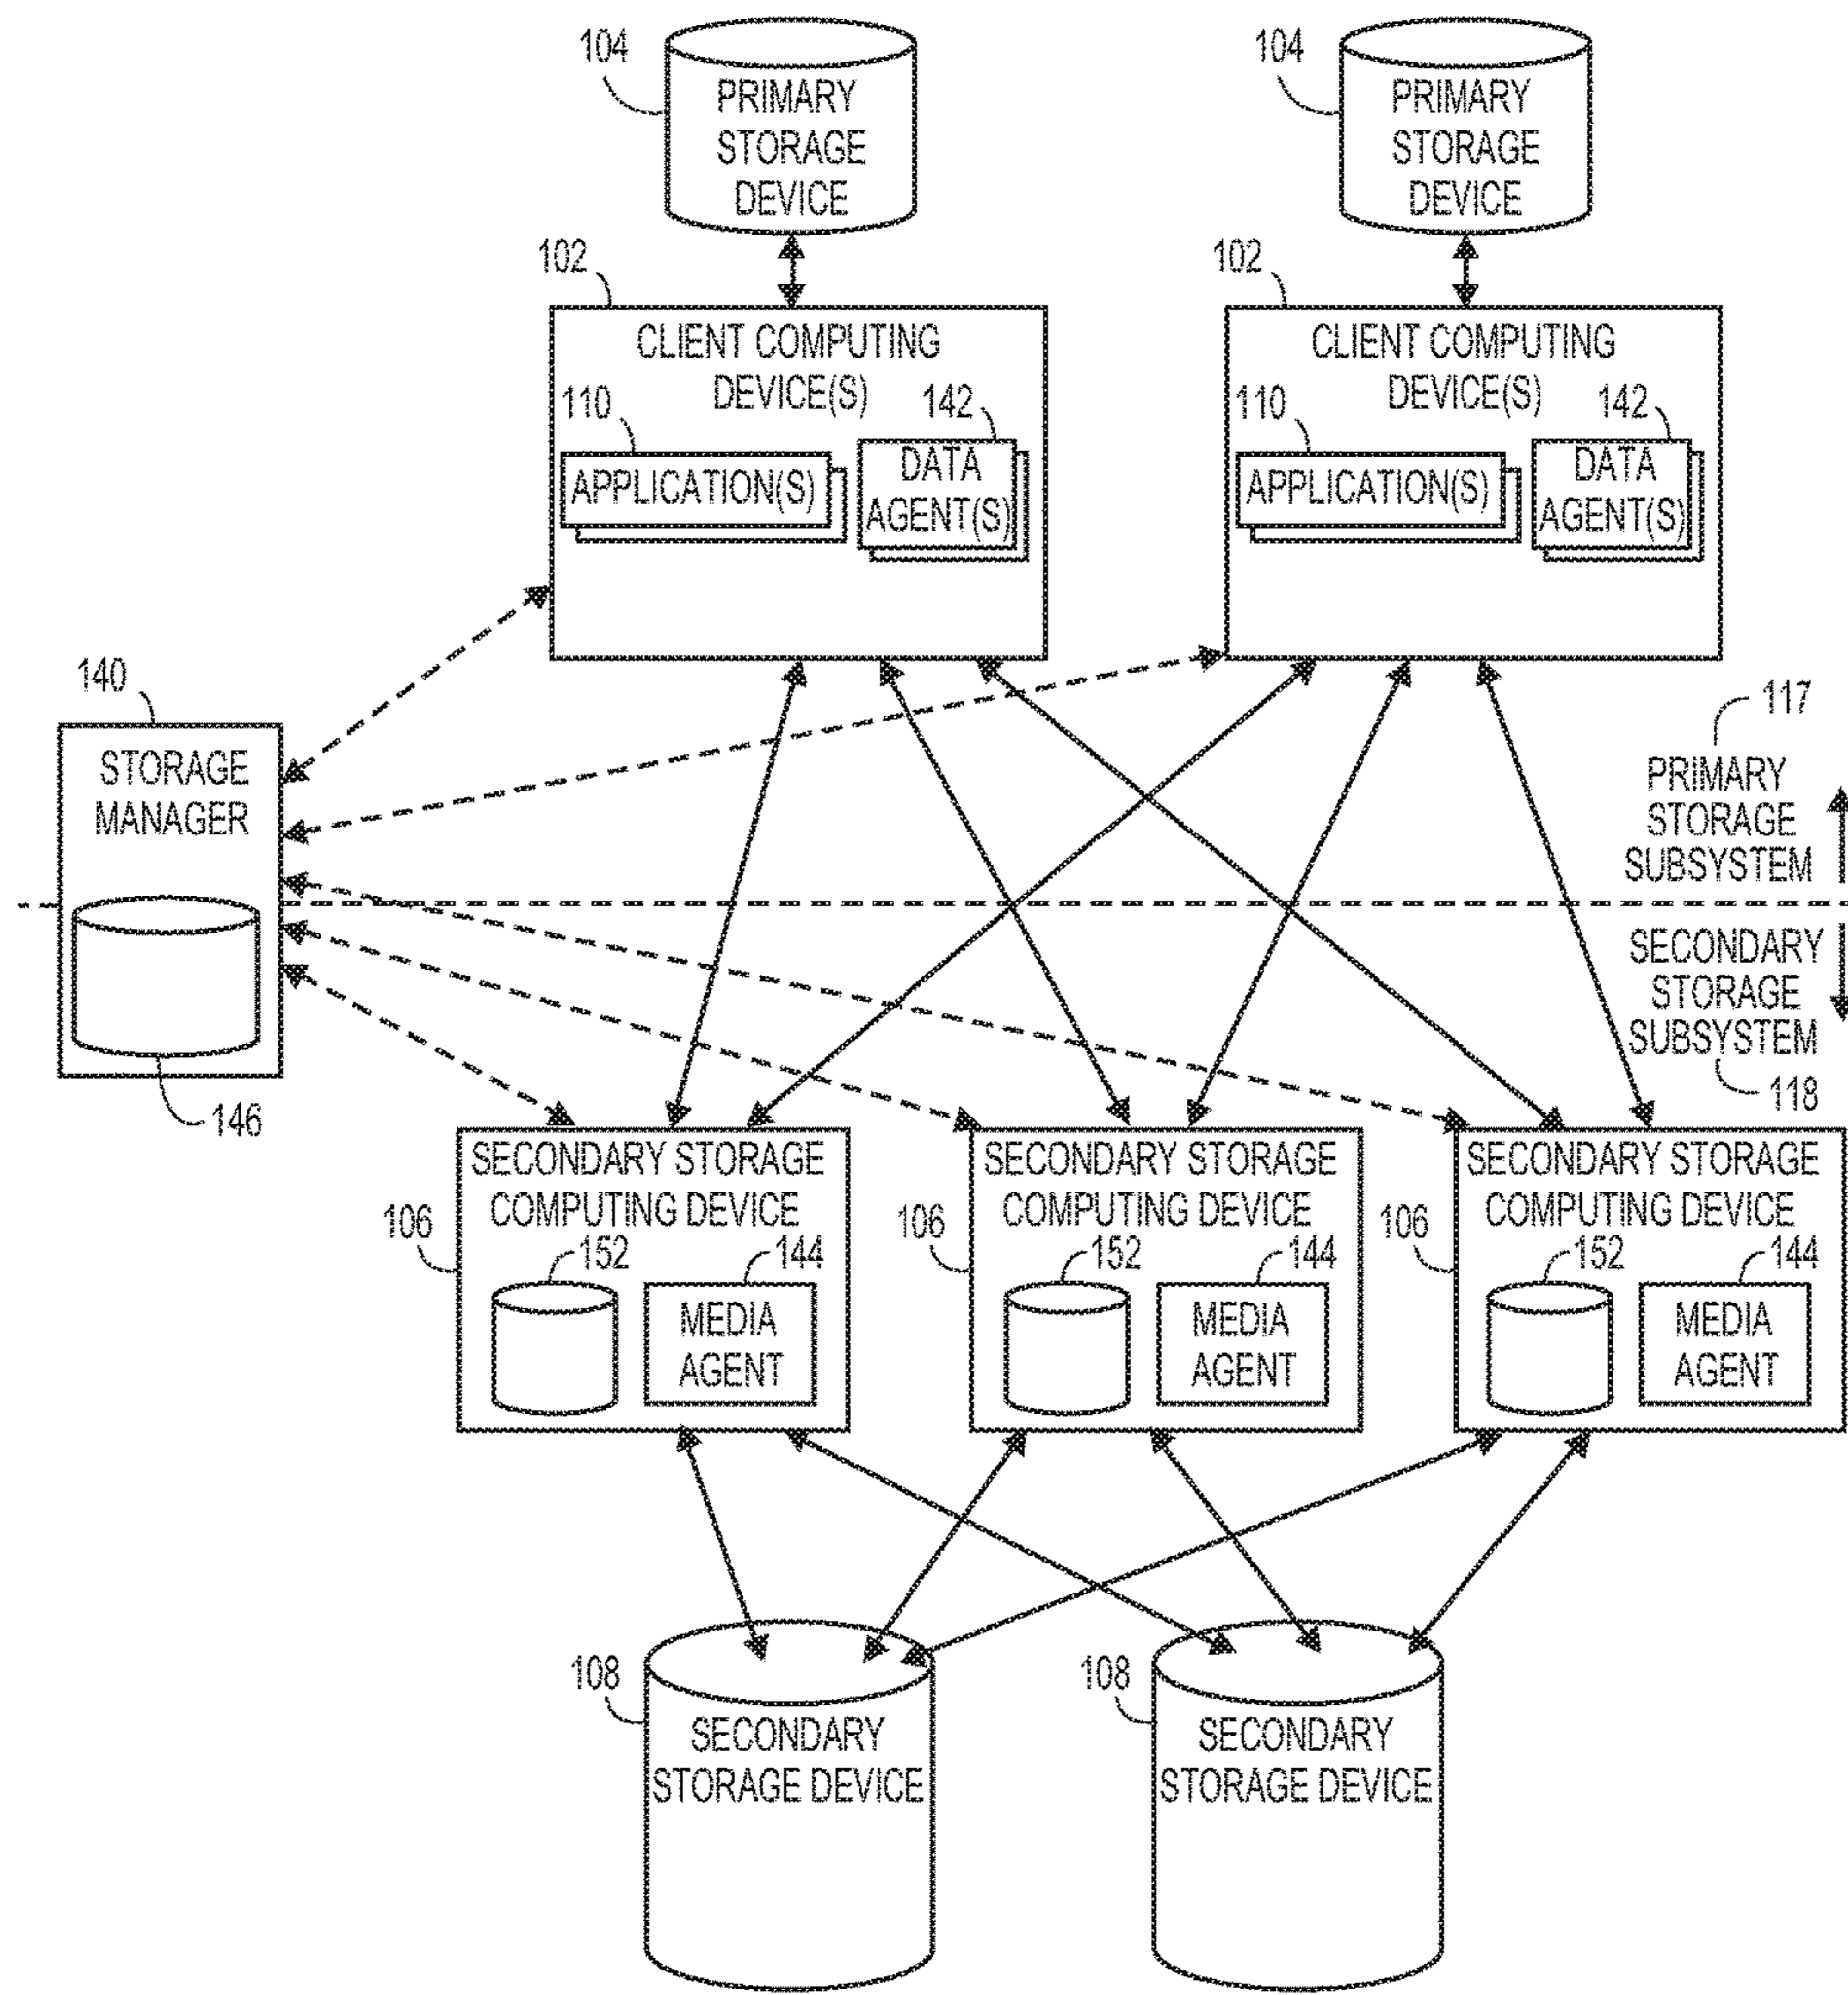 104
PRIMARY
STORAGE
DEVICE
104
PRIMARY
STORAGE
DEVICE
102
CLIENT COMPUTING
DEVICE(S)
110
APPLICATION(S)
142
DATA
AGENT(S)
102
CLIENT COMPUTING
DEVICE(S)
110
APPLICATION(S)
142
DATA
AGENT(S)
140
STORAGE
MANAGER
146
117
PRIMARY
STORAGE
SUBSYSTEM
SECONDARY
STORAGE
SUBSYSTEM
118
106
SECONDARY STORAGE
COMPUTING DEVICE
152
144
MEDIA
AGENT
106
SECONDARY STORAGE
COMPUTING DEVICE
152
144
MEDIA
AGENT
106
SECONDARY STORAGE
COMPUTING DEVICE
152
144
MEDIA
AGENT
108
SECONDARY
STORAGE DEVICE
108
SECONDARY
STORAGE DEVICE